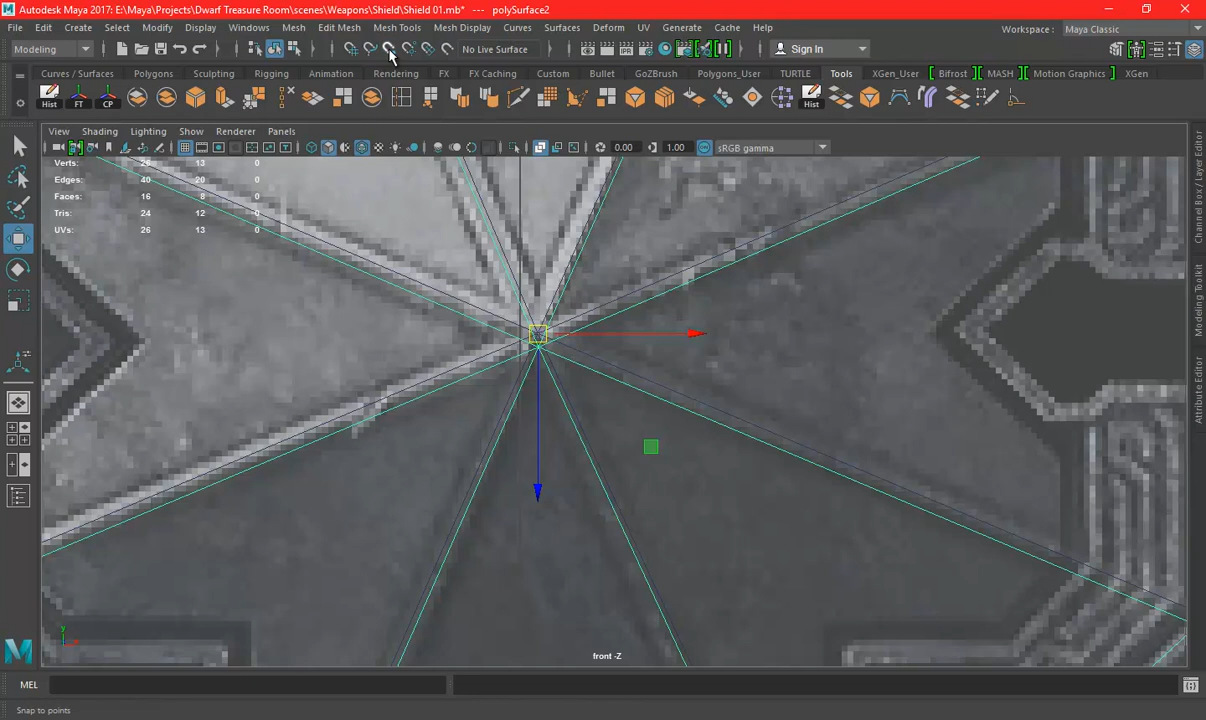 Autodesk Maya 2017: E:\Maya\Projects\Dwarf Treasure Room\scenes\Weapons\Shield\Shield 01.mb* --- polySurface2
File Edit Create Select Modify Display Windows Mesh Edit Mesh Mesh Tools Mesh Display Curves Surfaces Deform UV Generate Cache Help
Workspace : Maya Classic
Modeling No Live Surface Sign In
Curves / Surfaces Polygons Sculpting Rigging Animation Rendering FX FX Caching Custom Bullet GoZBrush Polygons_User TURTLE Tools XGen_User Bifrost MASH Motion Graphics XGen
Hist FT CP Hist
View Shading Lighting Show Renderer Panels
0.00 1.00 sRGB gamma
Verts: 26 13 0
Edges: 40 20 0
Faces: 16 8 0
Tris: 24 12 0
UVs: 26 13 0
Channel Box / Layer Editor
Modeling Toolkit
Attribute Editor
y
front -Z
MEL
Snap to points